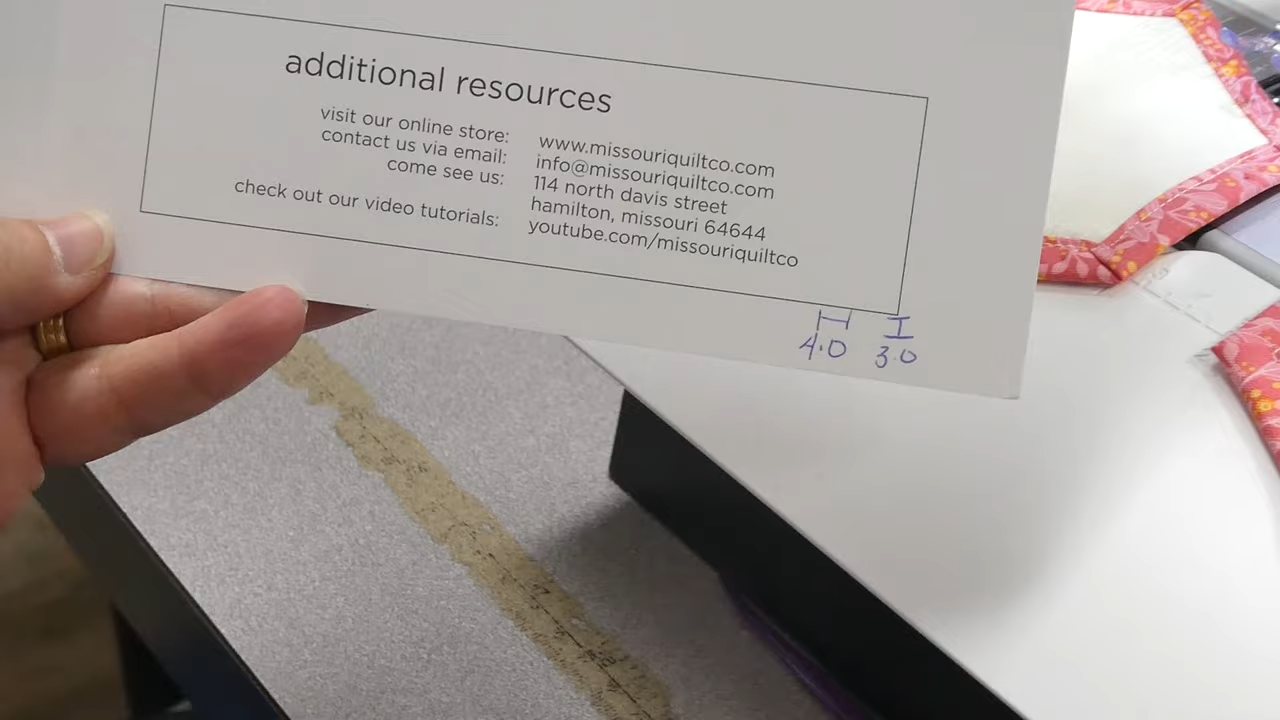 additional resources
visit our online store: www.missouriquiltco.com
contact us via email: info@missouriquiltco.com
come see us: 114 north davis street
hamilton, missouri 64644
check out our video tutorials: youtube.com/missouriquiltco
H I
4.0 3.0